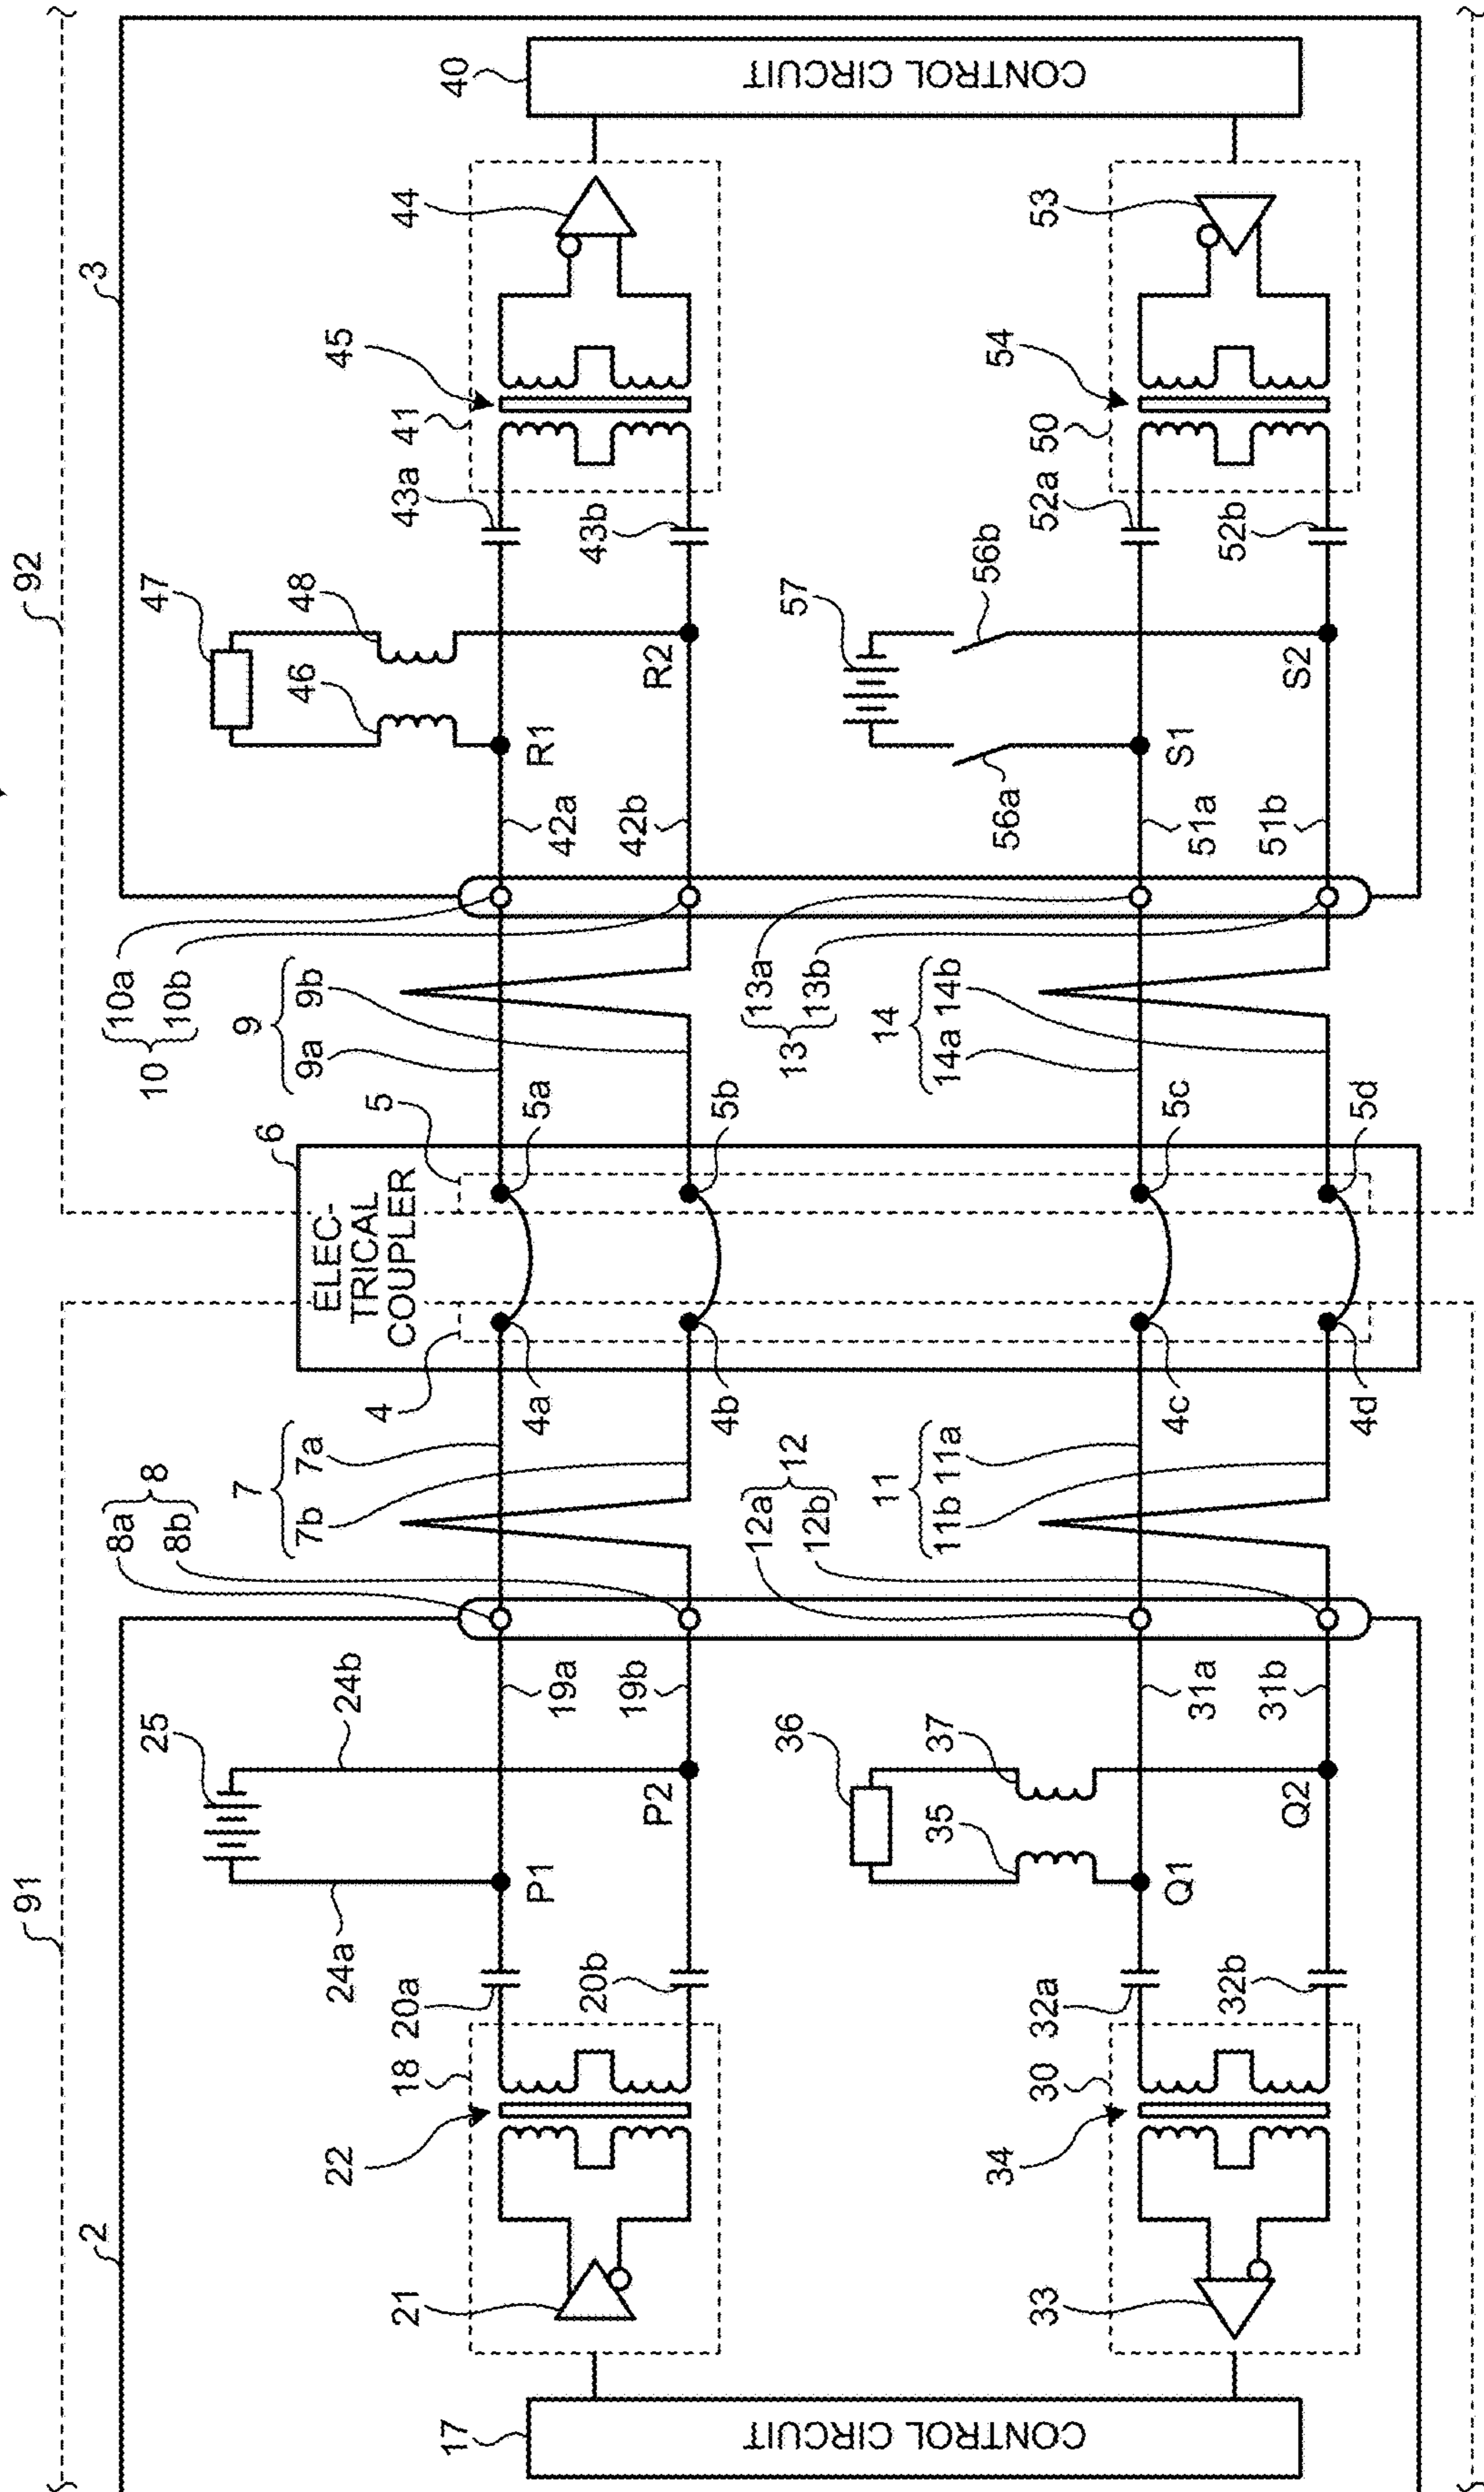 91
92
2
3
25
24b
24a
P1
P2
20a
20b
18
22
21
19a
19b
8a
8b
8
7
7a
7b
4
4a
4b
6
ELEC-
TRICAL
COUPLER
5
5a
5b
9
9a
9b
10a
10b
10
42a
42b
R1
R2
46
47
48
43a
43b
41
45
44
40
CONTROL CIRCUIT
17
CONTROL CIRCUIT
33
34
30
32a
32b
35
36
37
Q1
Q2
31a
31b
12a
12b
12
11
11b
11a
4c
4d
5c
5d
14
14a
14b
13a
13b
13
51a
51b
S1
S2
56a
56b
57
52a
52b
50
54
53